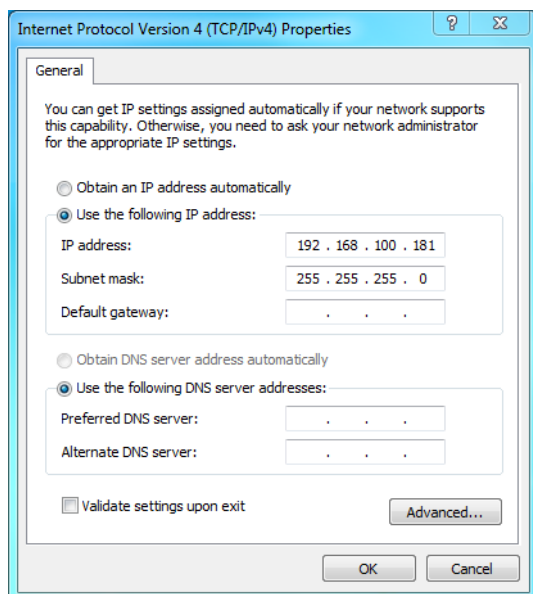 Internet Protocol Version 4 (TCP/IPv4) Properties
General
You can get IP settings assigned automatically if your network supports
this capability. Otherwise, you need to ask your network administrator
for the appropriate IP settings.
Obtain an IP address automatically
Use the following IP address:
IP address: 192 . 168 . 100 . 181
Subnet mask: 255 . 255 . 255 . 0
Default gateway: . . .
Obtain DNS server address automatically
Use the following DNS server addresses:
Preferred DNS server: . . .
Alternate DNS server: . . .
Validate settings upon exit
Advanced...
OK Cancel